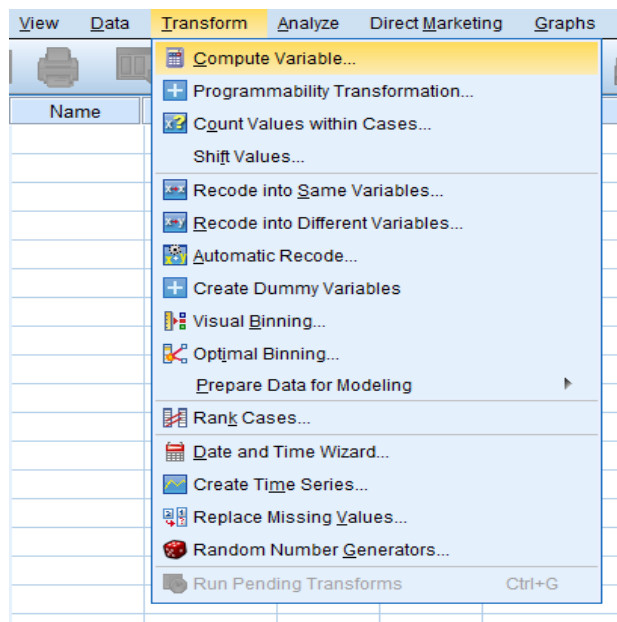 View Data Transform Analyze Direct Marketing Graphs
Name
Compute Variable...
Programmability Transformation...
Count Values within Cases...
Shift Values...
Recode into Same Variables...
Recode into Different Variables...
Automatic Recode...
Create Dummy Variables
Visual Binning...
Optimal Binning...
Prepare Data for Modeling
Rank Cases...
Date and Time Wizard...
Create Time Series...
Replace Missing Values...
Random Number Generators...
Run Pending Transforms Ctrl+G